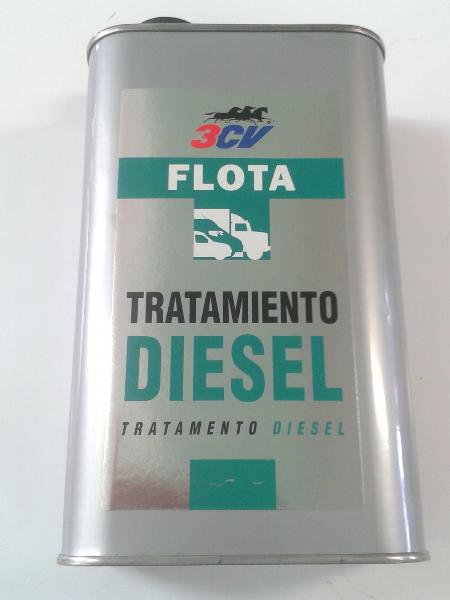 3CV
FLOTA
TRATAMIENTO
DIESEL
TRATAMENTO DIESEL